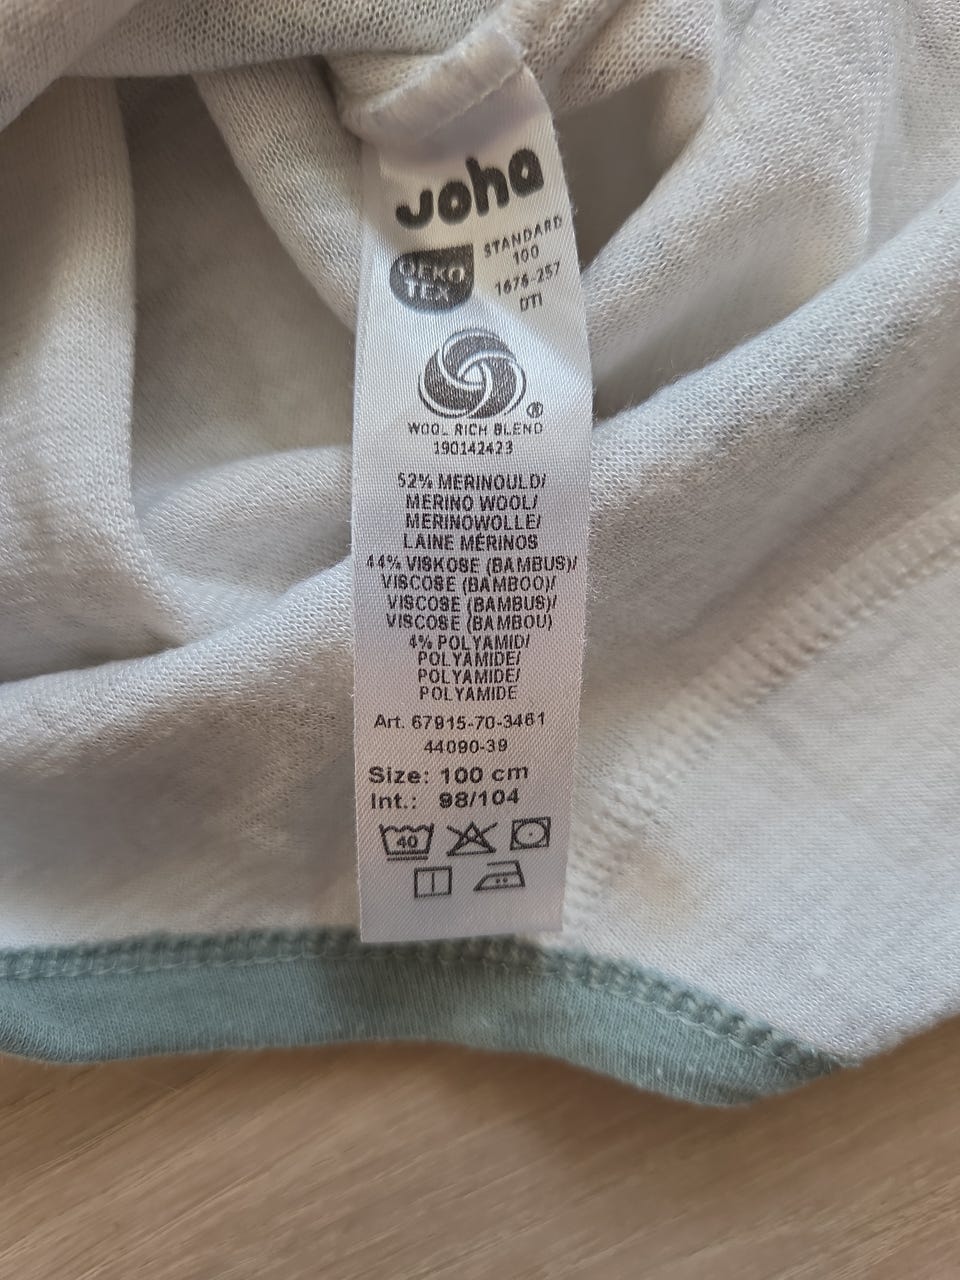 Joha
OEKO
TEX
STANDARD
100
1676-257
DTI
WOOL RICH BLEND
190142423
52% MERINOULD/
MERINO WOOL/
MERINOWOLLE/
LAINE MÉRINOS
44% VISKOSE (BAMBUS)/
VISCOSE (BAMBOO)/
VISCOSE (BAMBUS)/
VISCOSE (BAMBOU)
4% POLYAMID/
POLYAMIDE/
POLYAMIDE/
POLYAMIDE
Art. 67915-70-3461
44090-39
Size: 100 cm
Int.: 98/104
40